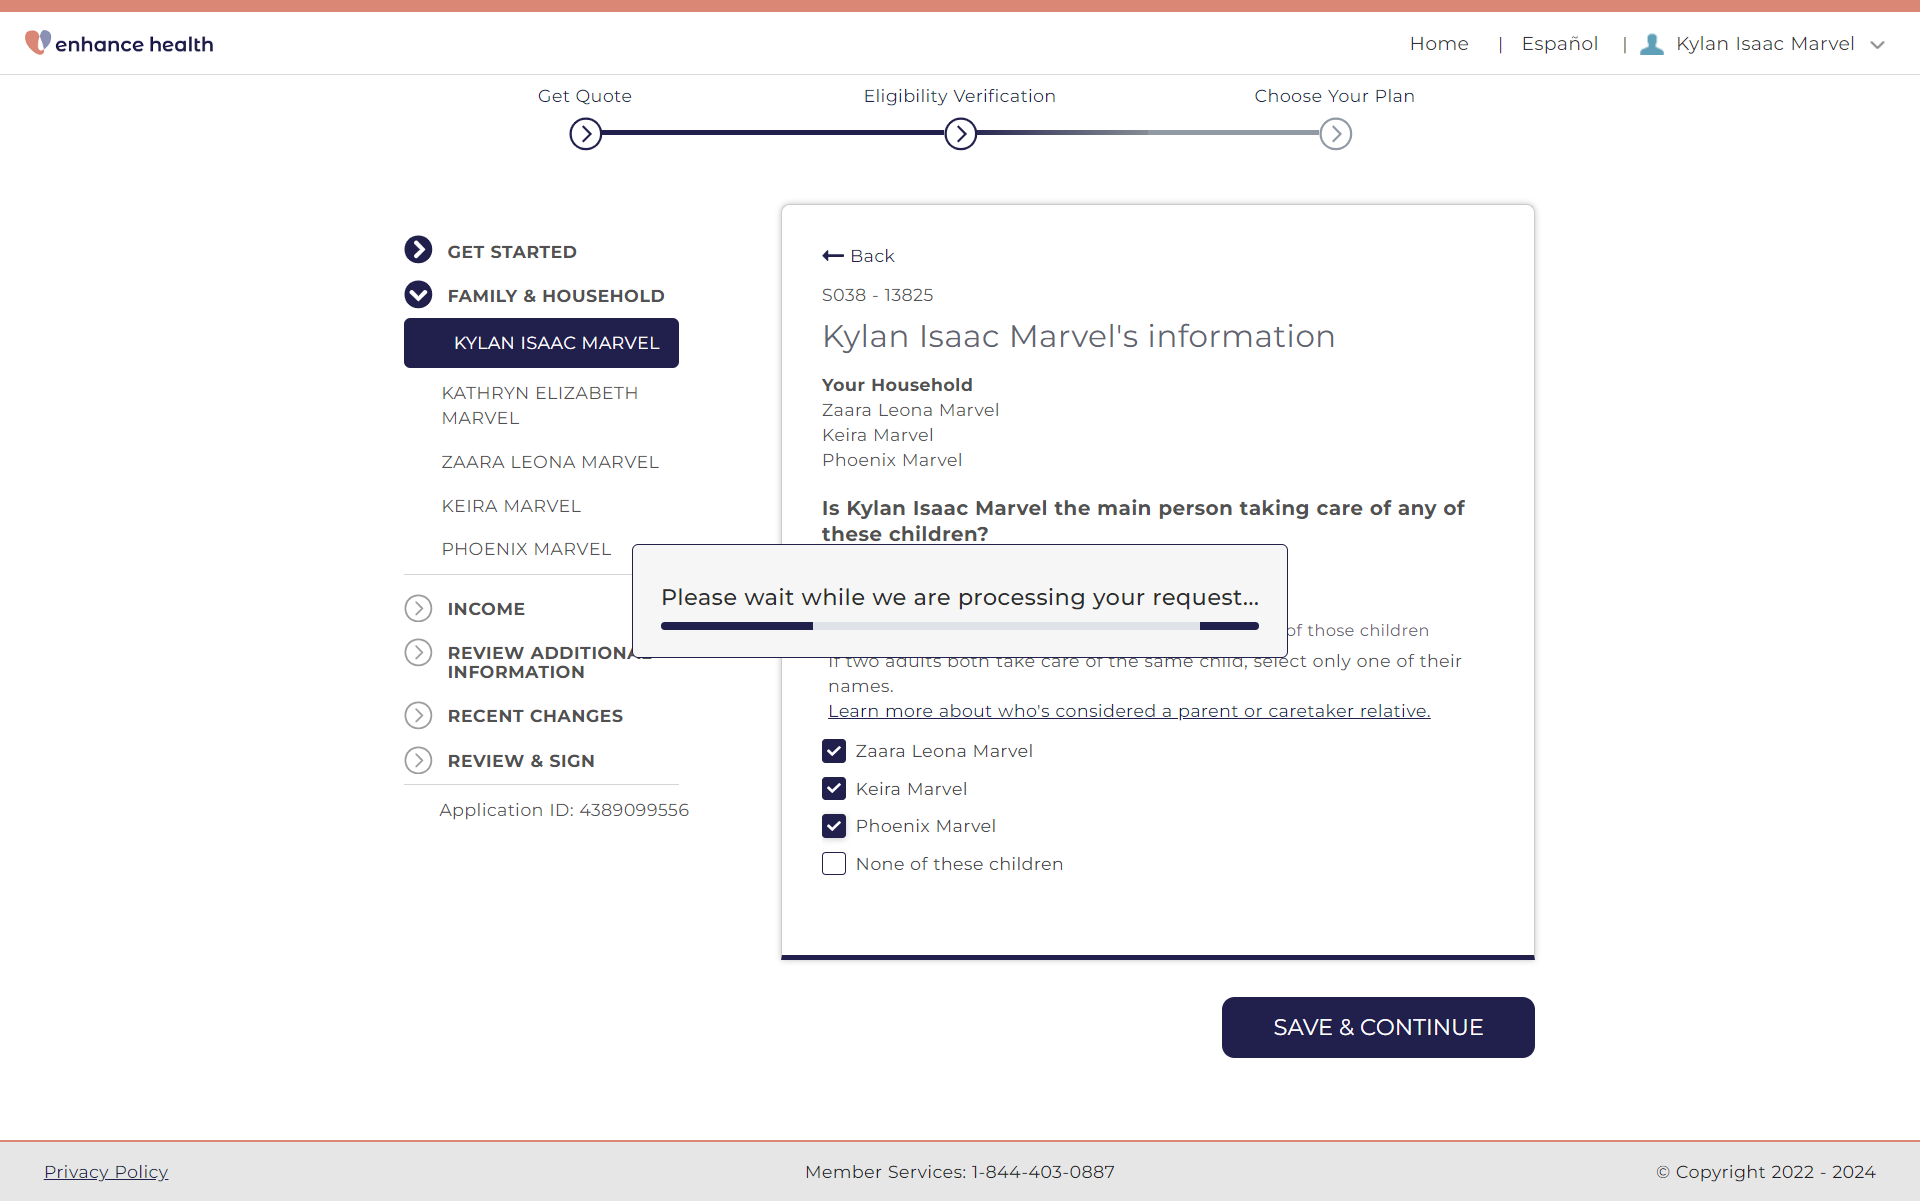 enhance health
Home | Español | Kylan Isaac Marvel
Get Quote
Eligibility Verification
Choose Your Plan
GET STARTED
FAMILY & HOUSEHOLD
KYLAN ISAAC MARVEL
KATHRYN ELIZABETH
MARVEL
ZAARA LEONA MARVEL
KEIRA MARVEL
PHOENIX MARVEL
INCOME
REVIEW ADDITIONAL
INFORMATION
RECENT CHANGES
REVIEW & SIGN
Application ID: 4389099556
Back
S038 - 13825
Kylan Isaac Marvel's information
Your Household
Zaara Leona Marvel
Keira Marvel
Phoenix Marvel
Is Kylan Isaac Marvel the main person taking care of any of
these children?
Please wait while we are processing your request...
of those children
If two adults both take care of the same child, select only one of their
names.
Learn more about who's considered a parent or caretaker relative.
Zaara Leona Marvel
Keira Marvel
Phoenix Marvel
None of these children
SAVE & CONTINUE
Privacy Policy
Member Services: 1-844-403-0887
© Copyright 2022 - 2024